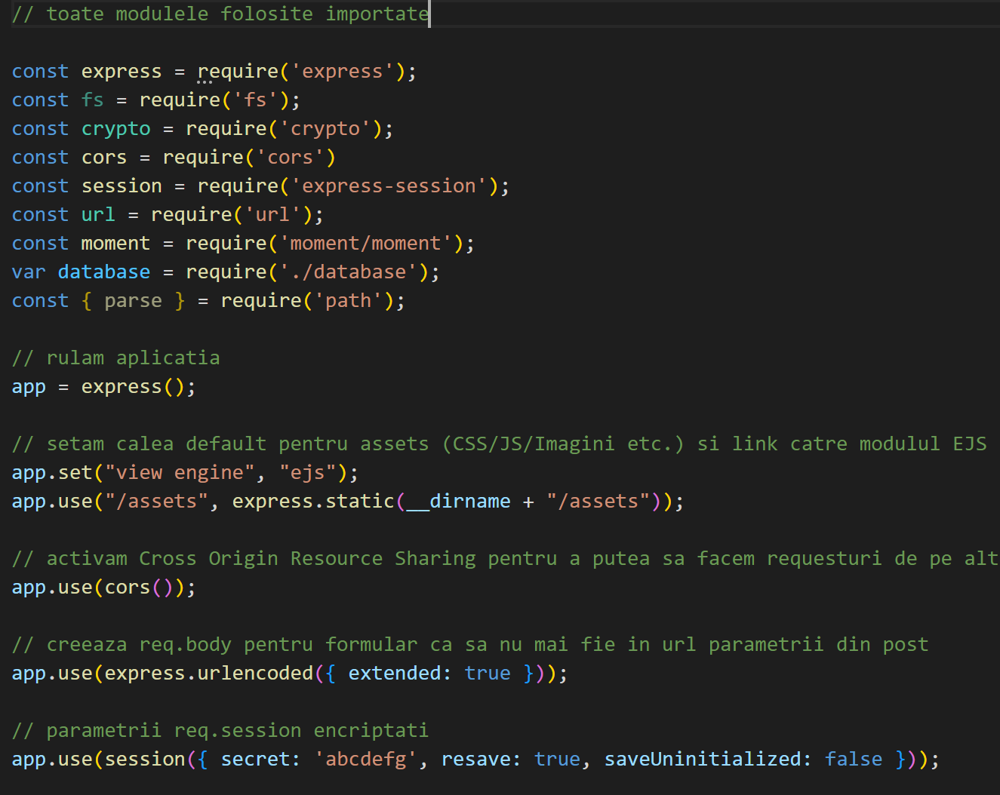 // toate modulele folosite importate
const express = require('express');
const fs = require('fs');
const crypto = require('crypto');
const cors = require('cors')
const session = require('express-session');
const url = require('url');
const moment = require('moment/moment');
var database = require('./database');
const { parse } = require('path');
// rulam aplicatia
app = express();
// setam calea default pentru assets (CSS/JS/Imagini etc.) si link catre modulul EJS
app.set("view engine", "ejs");
app.use("/assets", express.static(__dirname + "/assets"));
// activam Cross Origin Resource Sharing pentru a putea sa facem requesturi de pe alt
app.use(cors());
// creeaza req.body pentru formular ca sa nu mai fie in url parametrii din post
app.use(express.urlencoded({ extended: true }));
// parametrii req.session encriptati
app.use(session({ secret: 'abcdefg', resave: true, saveUninitialized: false }));